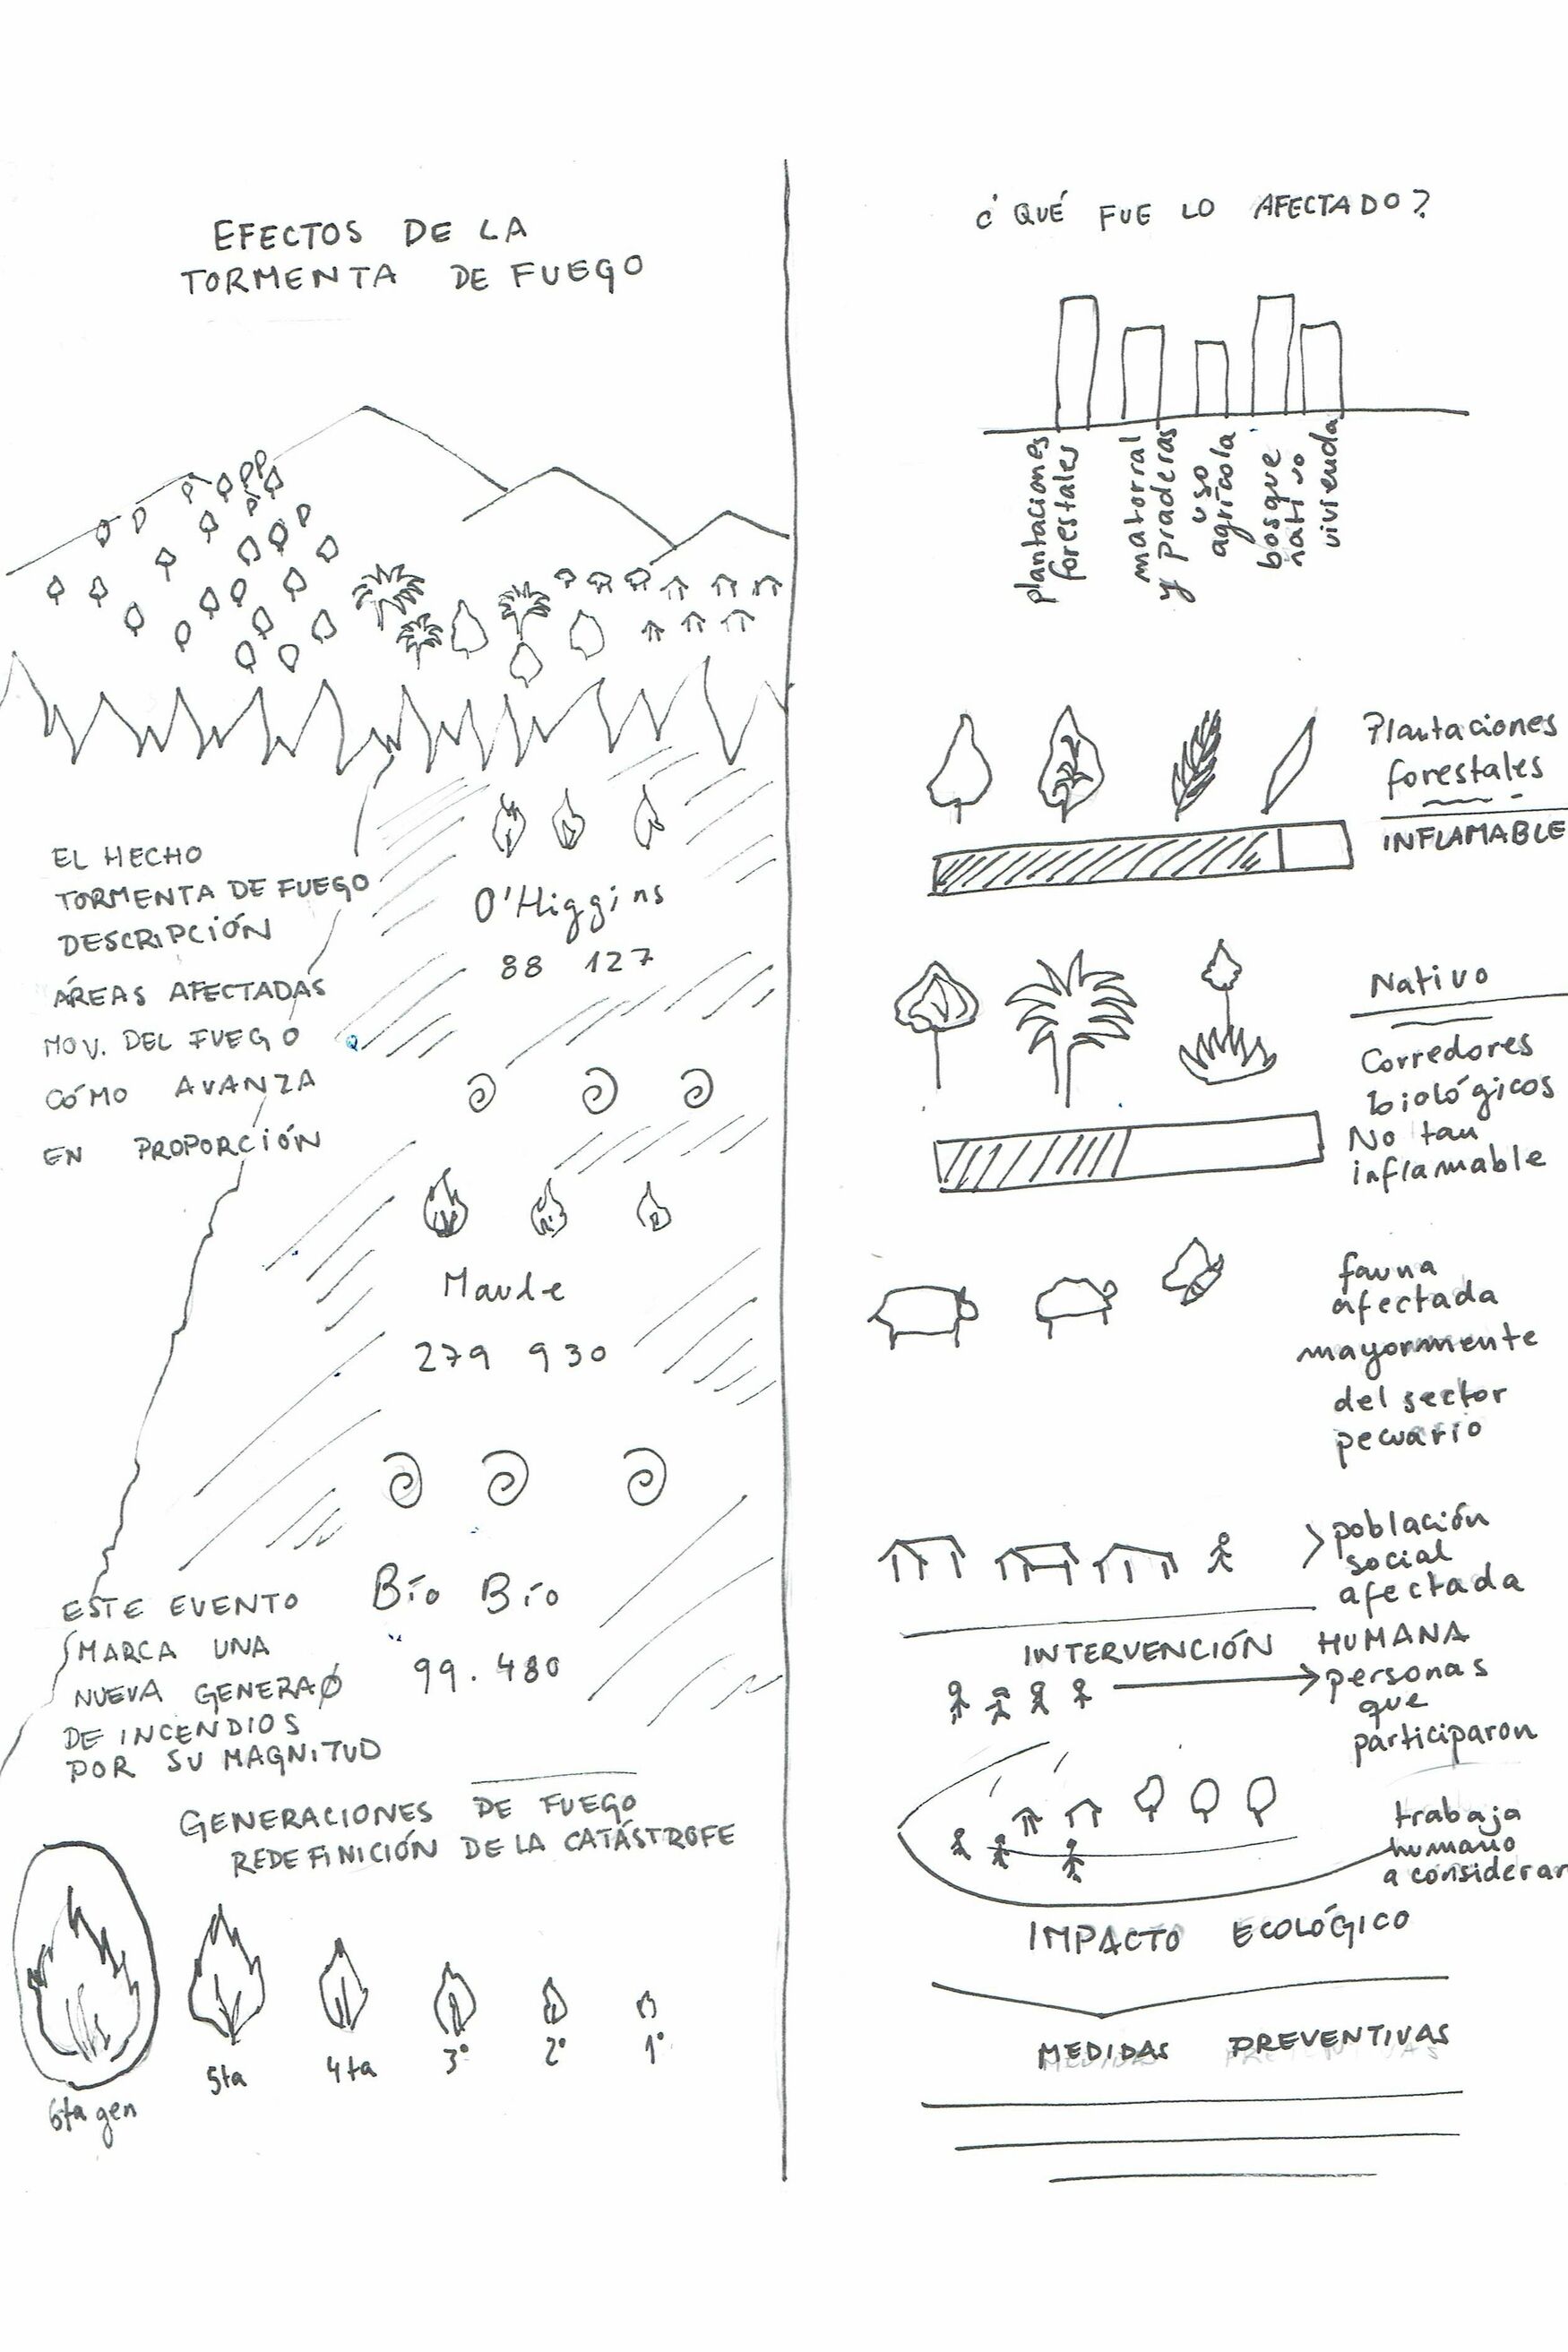 EFECTOS DE LA
TORMENTA DE FUEGO
EL HECHO
TORMENTA DE FUEGO
DESCRIPCIÓN
ÁREAS AFECTADAS
MOV. DEL FUEGO
CÓMO AVANZA
EN PROPORCIÓN
O'Higgins
88 127
Maule
279 930
Bío Bío
99.480
ESTE EVENTO
MARCA UNA
NUEVA GENERAØ
DE INCENDIOS
POR SU MAGNITUD
GENERACIONES DE FUEGO
REDEFINICIÓN DE LA CATÁSTROFE
6ta gen
5ta
4ta
3°
2°
1°
¿QUÉ FUE LO AFECTADO?
plantaciones
forestales
matorral
y praderas
uso
agrícola
bosque
nativo
vivienda
Plantaciones
forestales
INFLAMABLE
Nativo
Corredores
biológicos
No tan
inflamable
fauna
afectada
mayormente
del sector
pecuario
población
social
afectada
INTERVENCIÓN HUMANA
personas
que
participaron
trabaja
humano
a considerar
IMPACTO ECOLÓGICO
MEDIDAS PREVENTIVAS